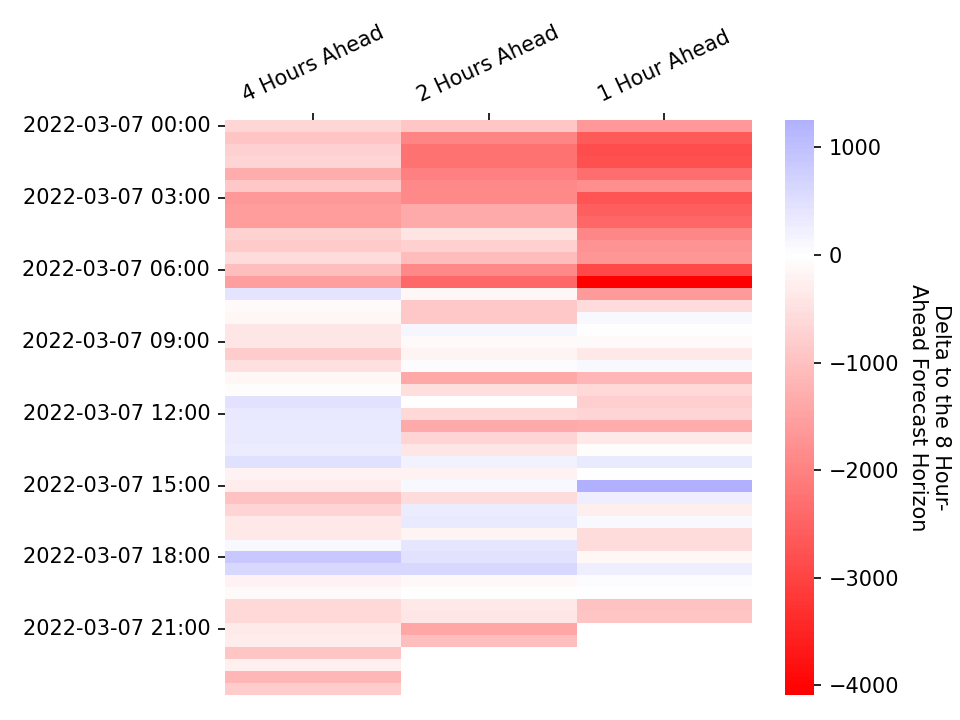 4 Hours Ahead
2 Hours Ahead
1 Hour Ahead
2022-03-07 00:00
2022-03-07 03:00
2022-03-07 06:00
2022-03-07 09:00
2022-03-07 12:00
2022-03-07 15:00
2022-03-07 18:00
2022-03-07 21:00
1000
0
−1000
−2000
−3000
−4000
Delta to the 8 Hour-
Ahead Forecast Horizon